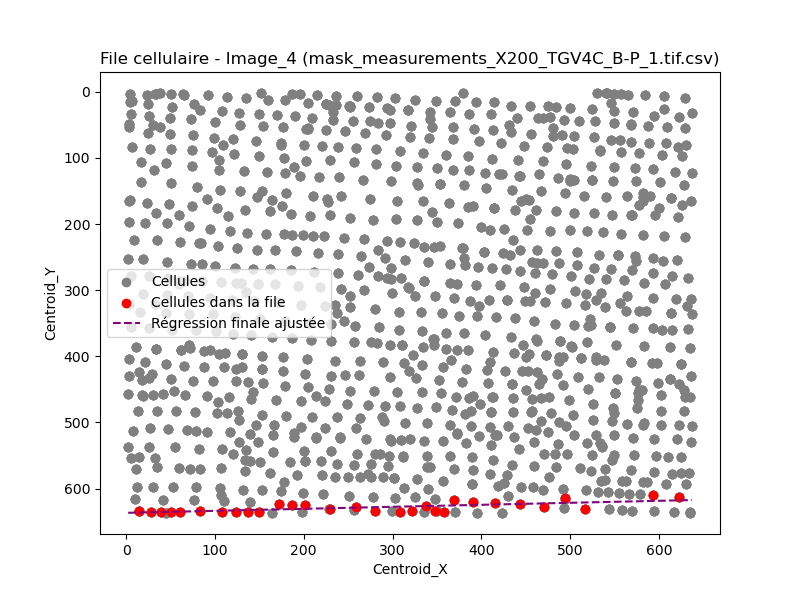 File cellulaire - Image_4 (mask_measurements_X200_TGV4C_B-P_1.tif.csv)
0
100
200
300
400
500
600
Centroid_Y
Cellules
Cellules dans la file
Régression finale ajustée
0 100 200 300 400 500 600
Centroid_X